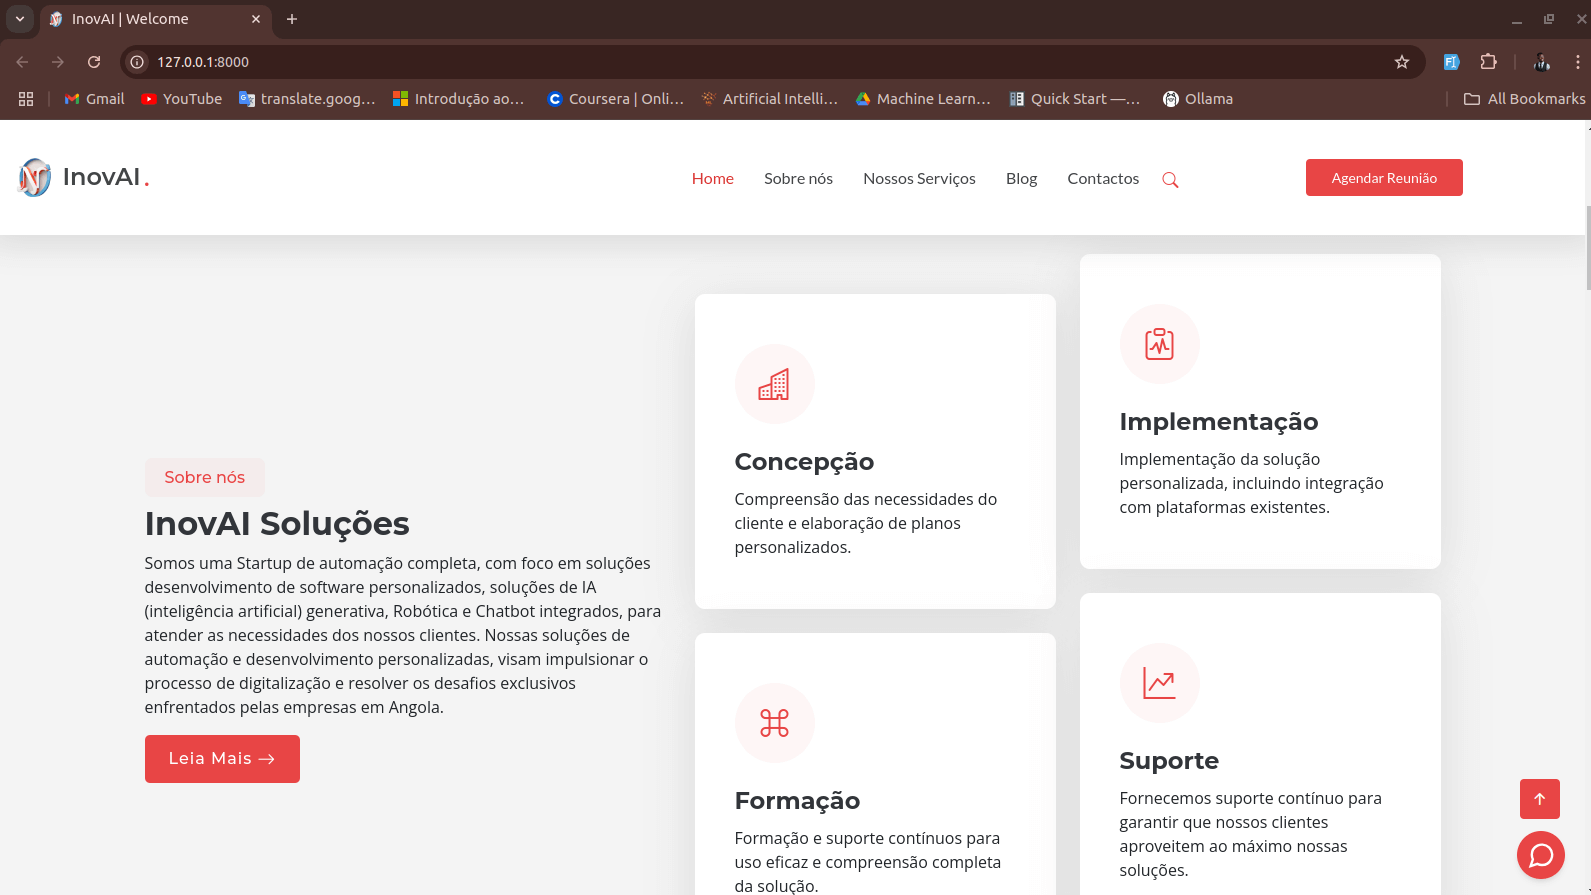 InovAI | Welcome
127.0.0.1:8000
Gmail
YouTube
translate.goog...
Introdução ao...
Coursera | Onli...
Artificial Intelli...
Machine Learn...
Quick Start —...
Ollama
All Bookmarks
InovAI.
Home
Sobre nós
Nossos Serviços
Blog
Contactos
Agendar Reunião
Sobre nós
InovAI Soluções
Somos uma Startup de automação completa, com foco em soluções
desenvolvimento de software personalizados, soluções de IA
(inteligência artificial) generativa, Robótica e Chatbot integrados, para
atender as necessidades dos nossos clientes. Nossas soluções de
automação e desenvolvimento personalizadas, visam impulsionar o
processo de digitalização e resolver os desafios exclusivos
enfrentados pelas empresas em Angola.
Leia Mais →
Concepção
Compreensão das necessidades do
cliente e elaboração de planos
personalizados.
Implementação
Implementação da solução
personalizada, incluindo integração
com plataformas existentes.
Formação
Formação e suporte contínuos para
uso eficaz e compreensão completa
da solução.
Suporte
Fornecemos suporte contínuo para
garantir que nossos clientes
aproveitem ao máximo nossas
soluções.